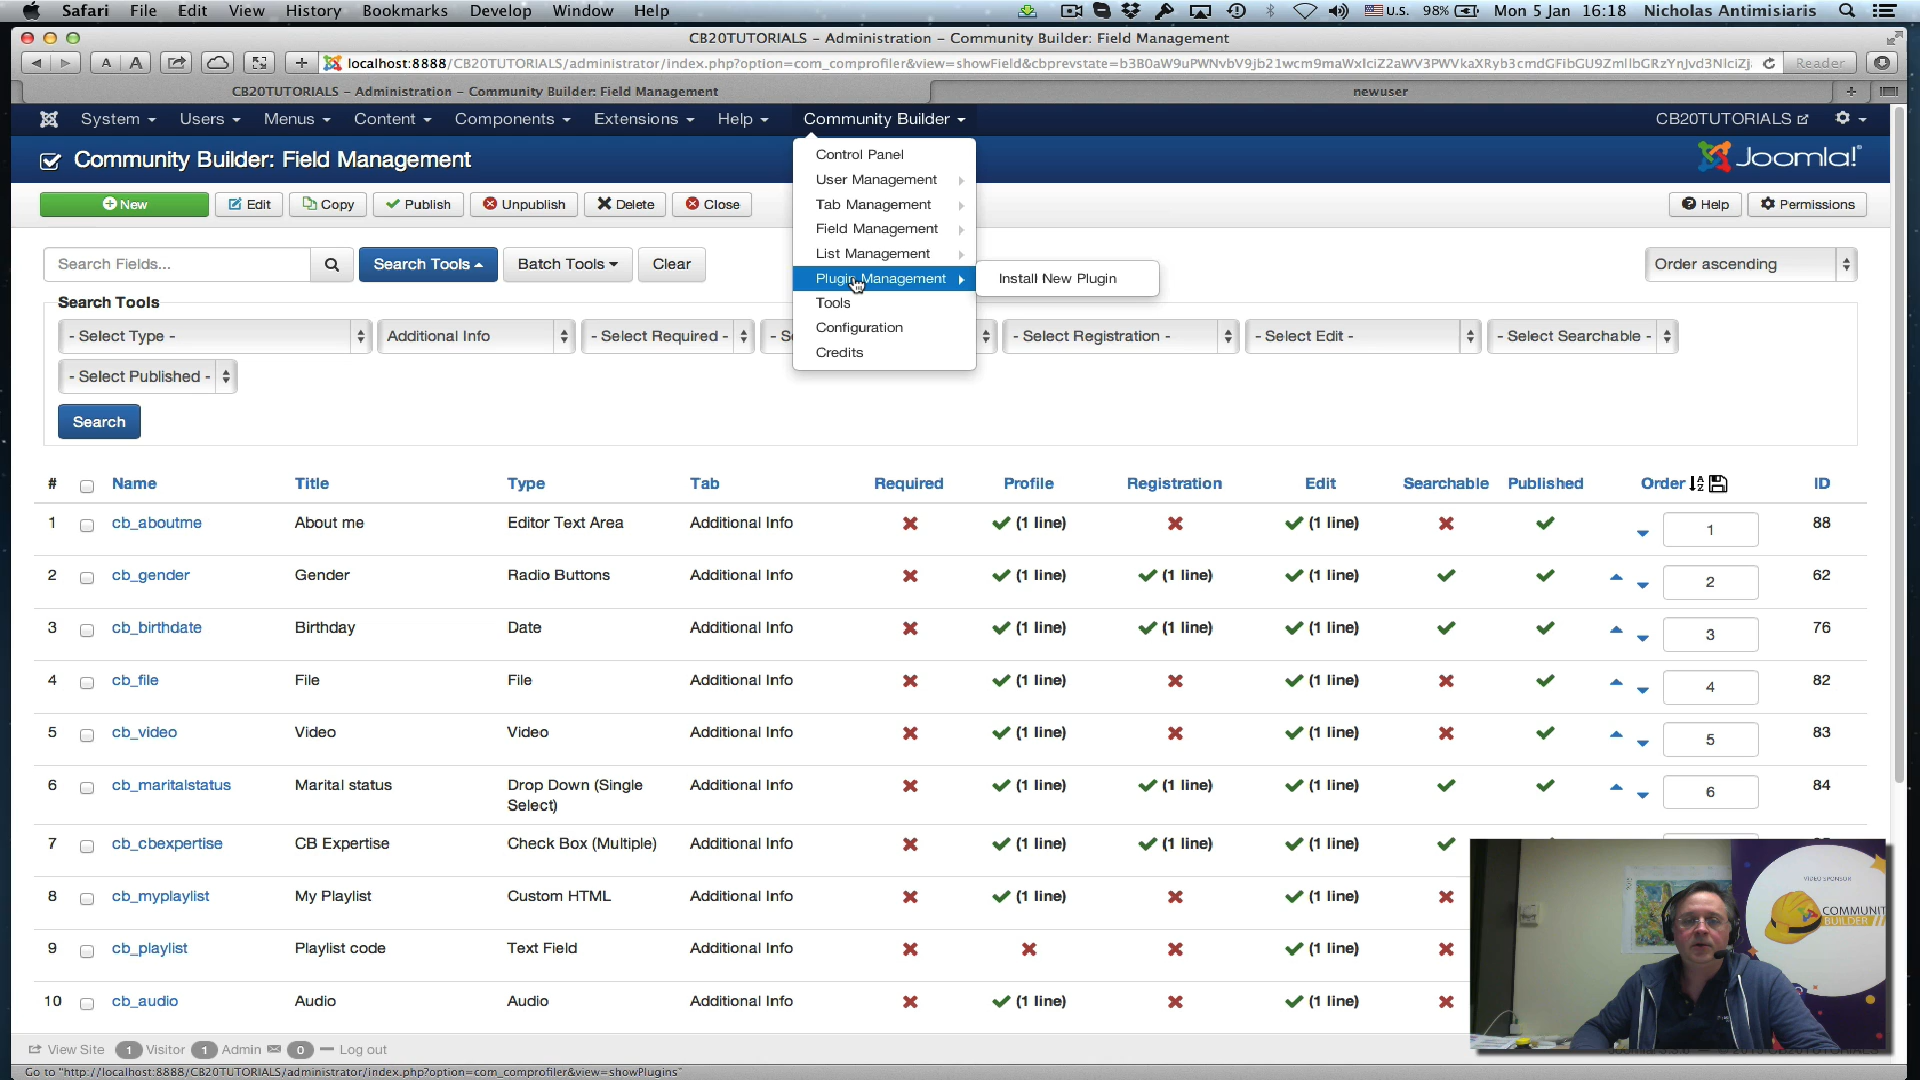 Safari File Edit View History Bookmarks Develop Window Help U.S. 98% Mon 5 Jan 16:18 Nicholas Antimisiaris
CB20TUTORIALS – Administration – Community Builder: Field Management
A A + Reader
CB20TUTORIALS – Administration – Community Builder: Field Management newuser +
System Users Menus Content Components Extensions Help Community Builder CB20TUTORIALS
Community Builder: Field Management Joomla!
Control Panel
User Management
New Edit Copy Publish Unpublish Delete Close Tab Management Help Permissions
Field Management
List Management
Search Fields... Search Tools Batch Tools Clear Order ascending
Plugin Management Install New Plugin
Search Tools Tools
Configuration
- Select Type - Additional Info - Select Required - - Se - Select Registration - - Select Edit - - Select Searchable -
Credits
- Select Published -
Search
# Name Title Type Tab Required Profile Registration Edit Searchable Published Order ID
1 cb_aboutme About me Editor Text Area Additional Info (1 line) (1 line) 1 88
2 cb_gender Gender Radio Buttons Additional Info (1 line) (1 line) (1 line) 2 62
3 cb_birthdate Birthday Date Additional Info (1 line) (1 line) (1 line) 3 76
4 cb_file File File Additional Info (1 line) (1 line) 4 82
5 cb_video Video Video Additional Info (1 line) (1 line) 5 83
6 cb_maritalstatus Marital status Drop Down (Single Select) Additional Info (1 line) (1 line) (1 line) 6 84
7 cb_cbexpertise CB Expertise Check Box (Multiple) Additional Info (1 line) (1 line) (1 line)
8 cb_myplaylist My Playlist Custom HTML Additional Info (1 line) (1 line)
VIDEO SPONSOR
COMMUNIT
BUILDER
9 cb_playlist Playlist code Text Field Additional Info (1 line)
10 cb_audio Audio Audio Additional Info (1 line) (1 line)
View Site 1 Visitor 1 Admin 0 Log out
Go to "http://localhost:8888/CB20TUTORIALS/administrator/index.php?option=com_comprofiler&view=showPlugins"